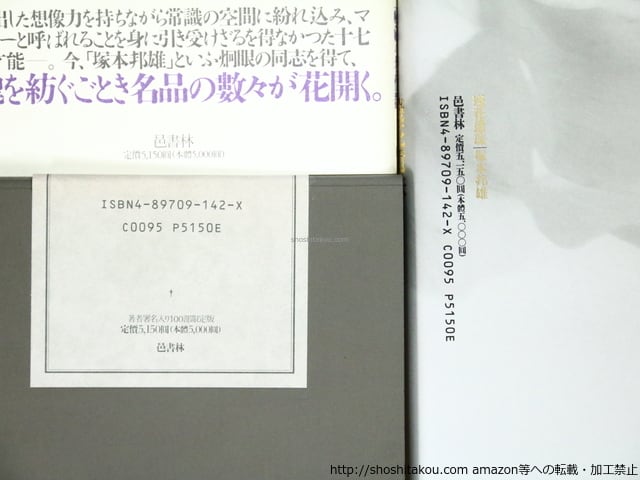 出した想像力を持ちながら常識の空間に紛れ込み、マ
ーと呼ばれることを身に引き受けざるを得なかつた十七
才能―。今、「塚本邦雄」といふ炯眼の同志を得て、
を紡ぐごとき名品の數々が花開く。
邑書林
定價5,150圓(本體5,000圓)
ISBN4-89709-142-X
C0095 P5150E
shoshitakou.com
†
著者署名入り100部限定版
定價5,150圓(本體5,000圓)
邑書林
塚本邦雄
邑書林 定價五、一五〇圓(本體五、〇〇〇圓)
ISBN4-89709-142-X C0095 P5150E
http://shoshitakou.com amazon等への転載・加工禁止